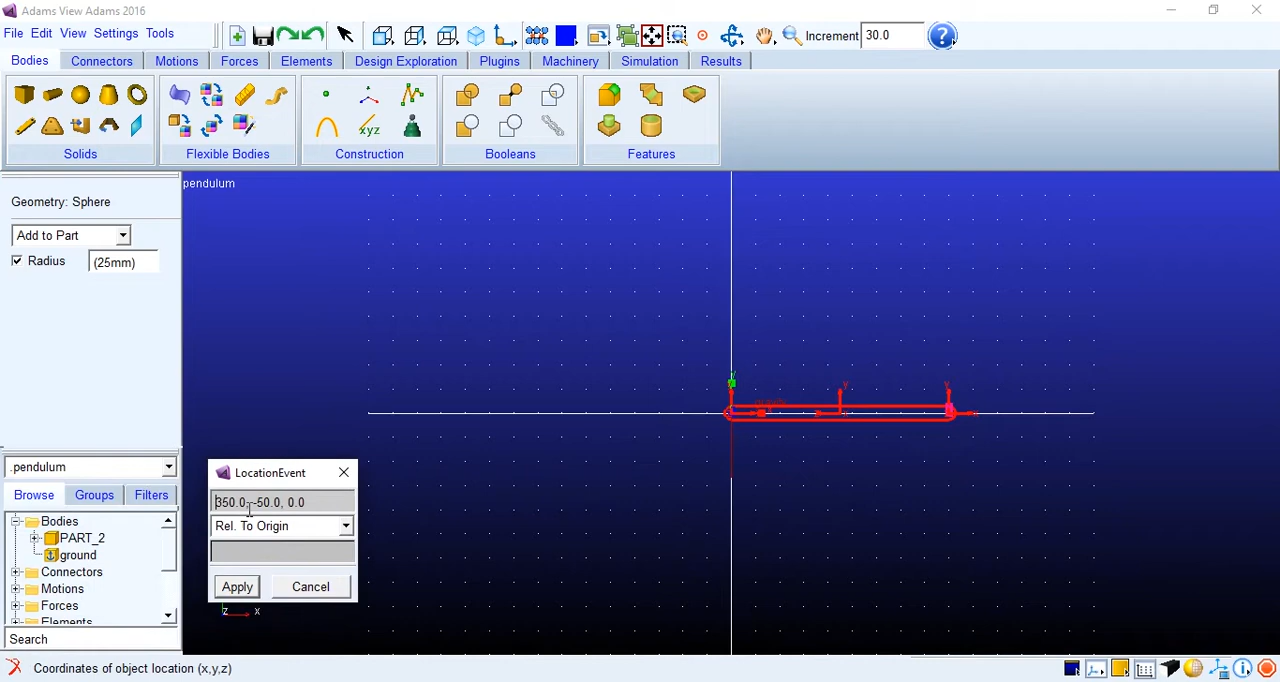 Adams View Adams 2016
File Edit View Settings Tools
Increment 30.0
Bodies Connectors Motions Forces Elements Design Exploration Plugins Machinery Simulation Results
xyz
Solids Flexible Bodies Construction Booleans Features
pendulum
Geometry: Sphere
Add to Part
Radius (25mm)
y
y
x
LocationEvent
350.0, -50.0, 0.0
Rel. To Origin
Apply Cancel
z x
.pendulum
Browse Groups Filters
Bodies
PART_2
ground
Connectors
Motions
Forces
Elements
Search
Coordinates of object location (x,y,z)